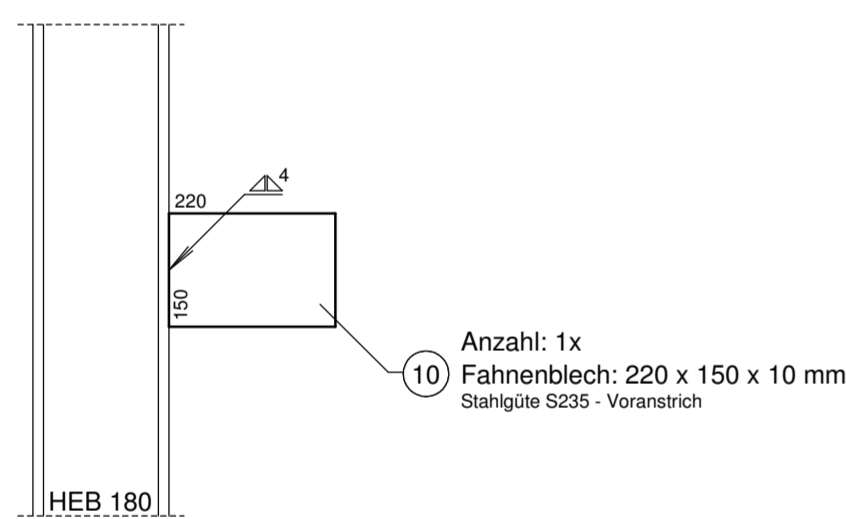 4
220
150
Anzahl: 1x
10
Fahnenblech: 220 x 150 x 10 mm
Stahlgüte S235 - Voranstrich
HEB 180